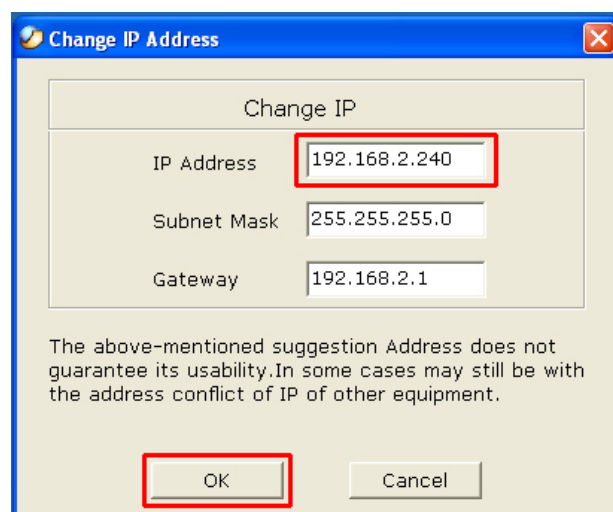 Change IP Address
Change IP
IP Address 192.168.2.240
Subnet Mask 255.255.255.0
Gateway 192.168.2.1
The above-mentioned suggestion Address does not
guarantee its usability.In some cases may still be with
the address conflict of IP of other equipment.
OK Cancel